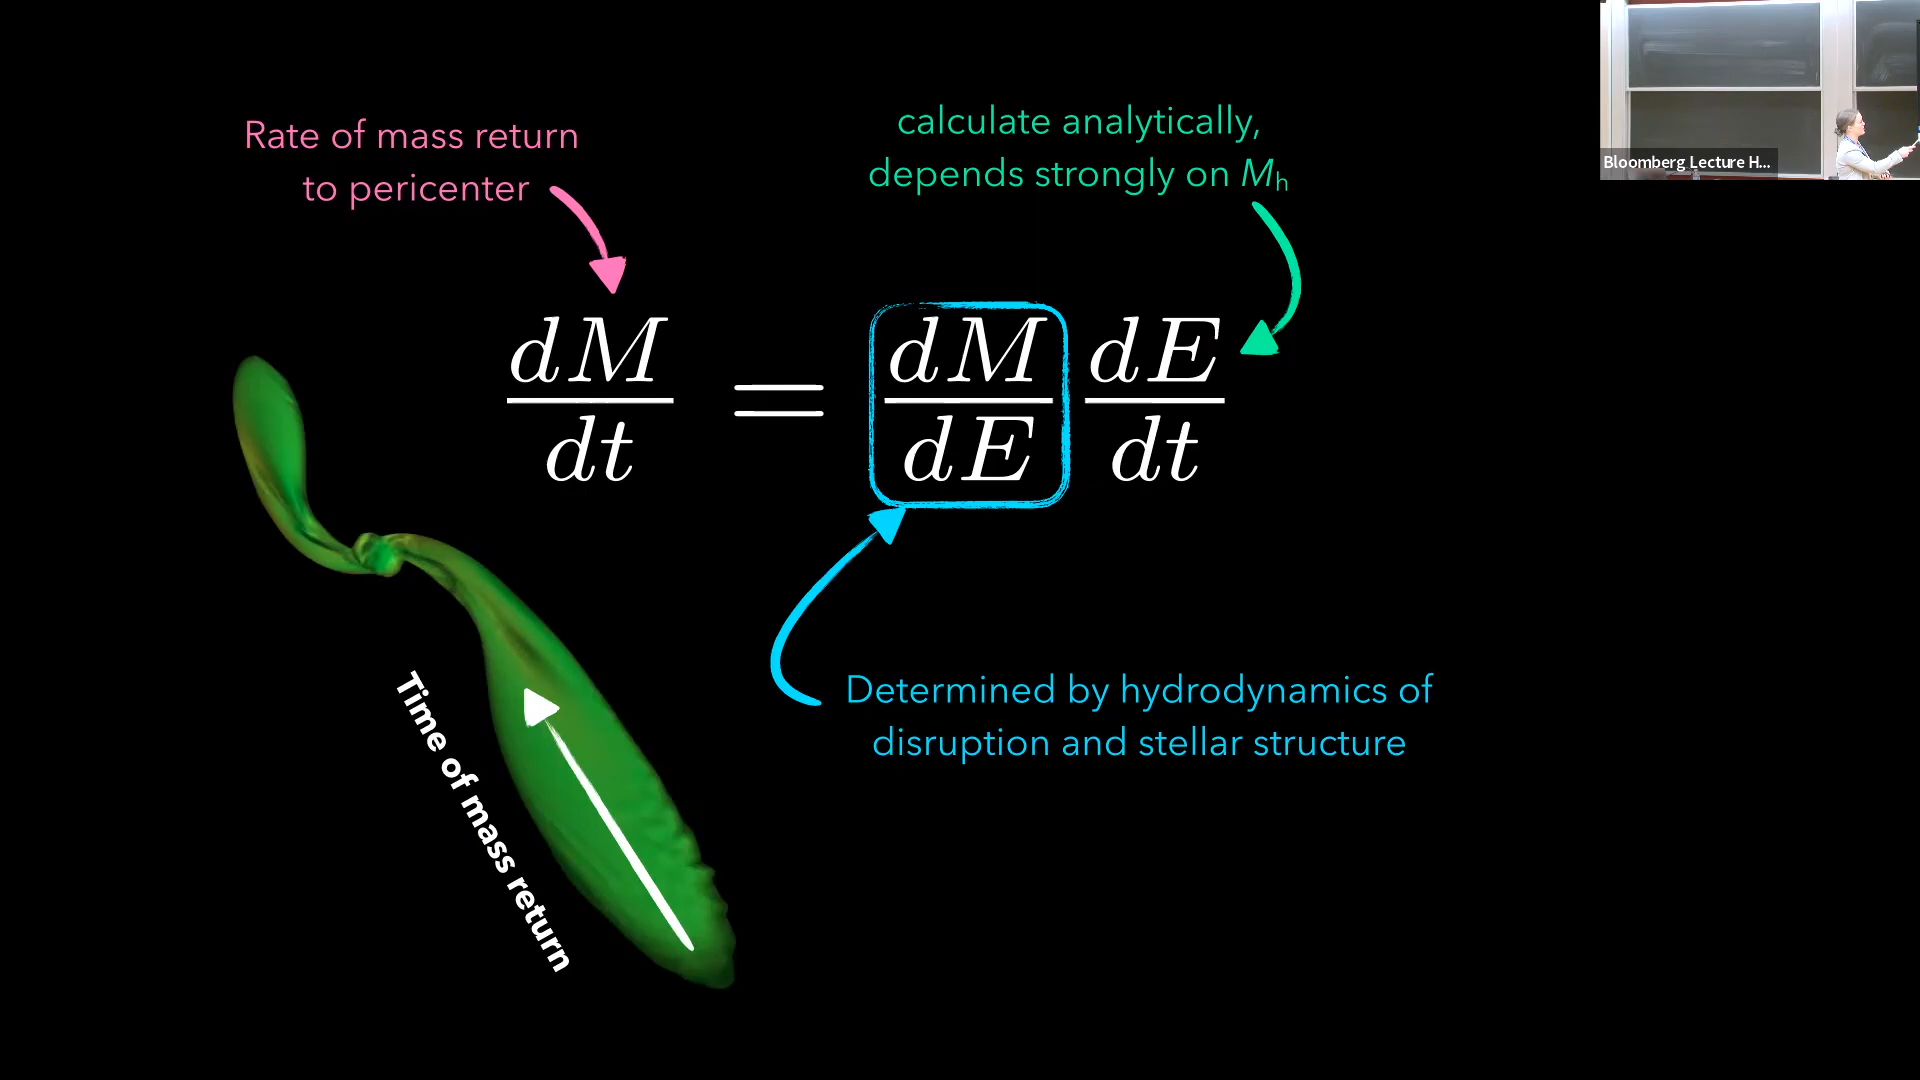 Bloomberg Lecture H...
Rate of mass return
to pericenter
calculate analytically,
depends strongly on Mₕ
dM/dt = dM/dE dE/dt
Time of mass return
Determined by hydrodynamics of
disruption and stellar structure